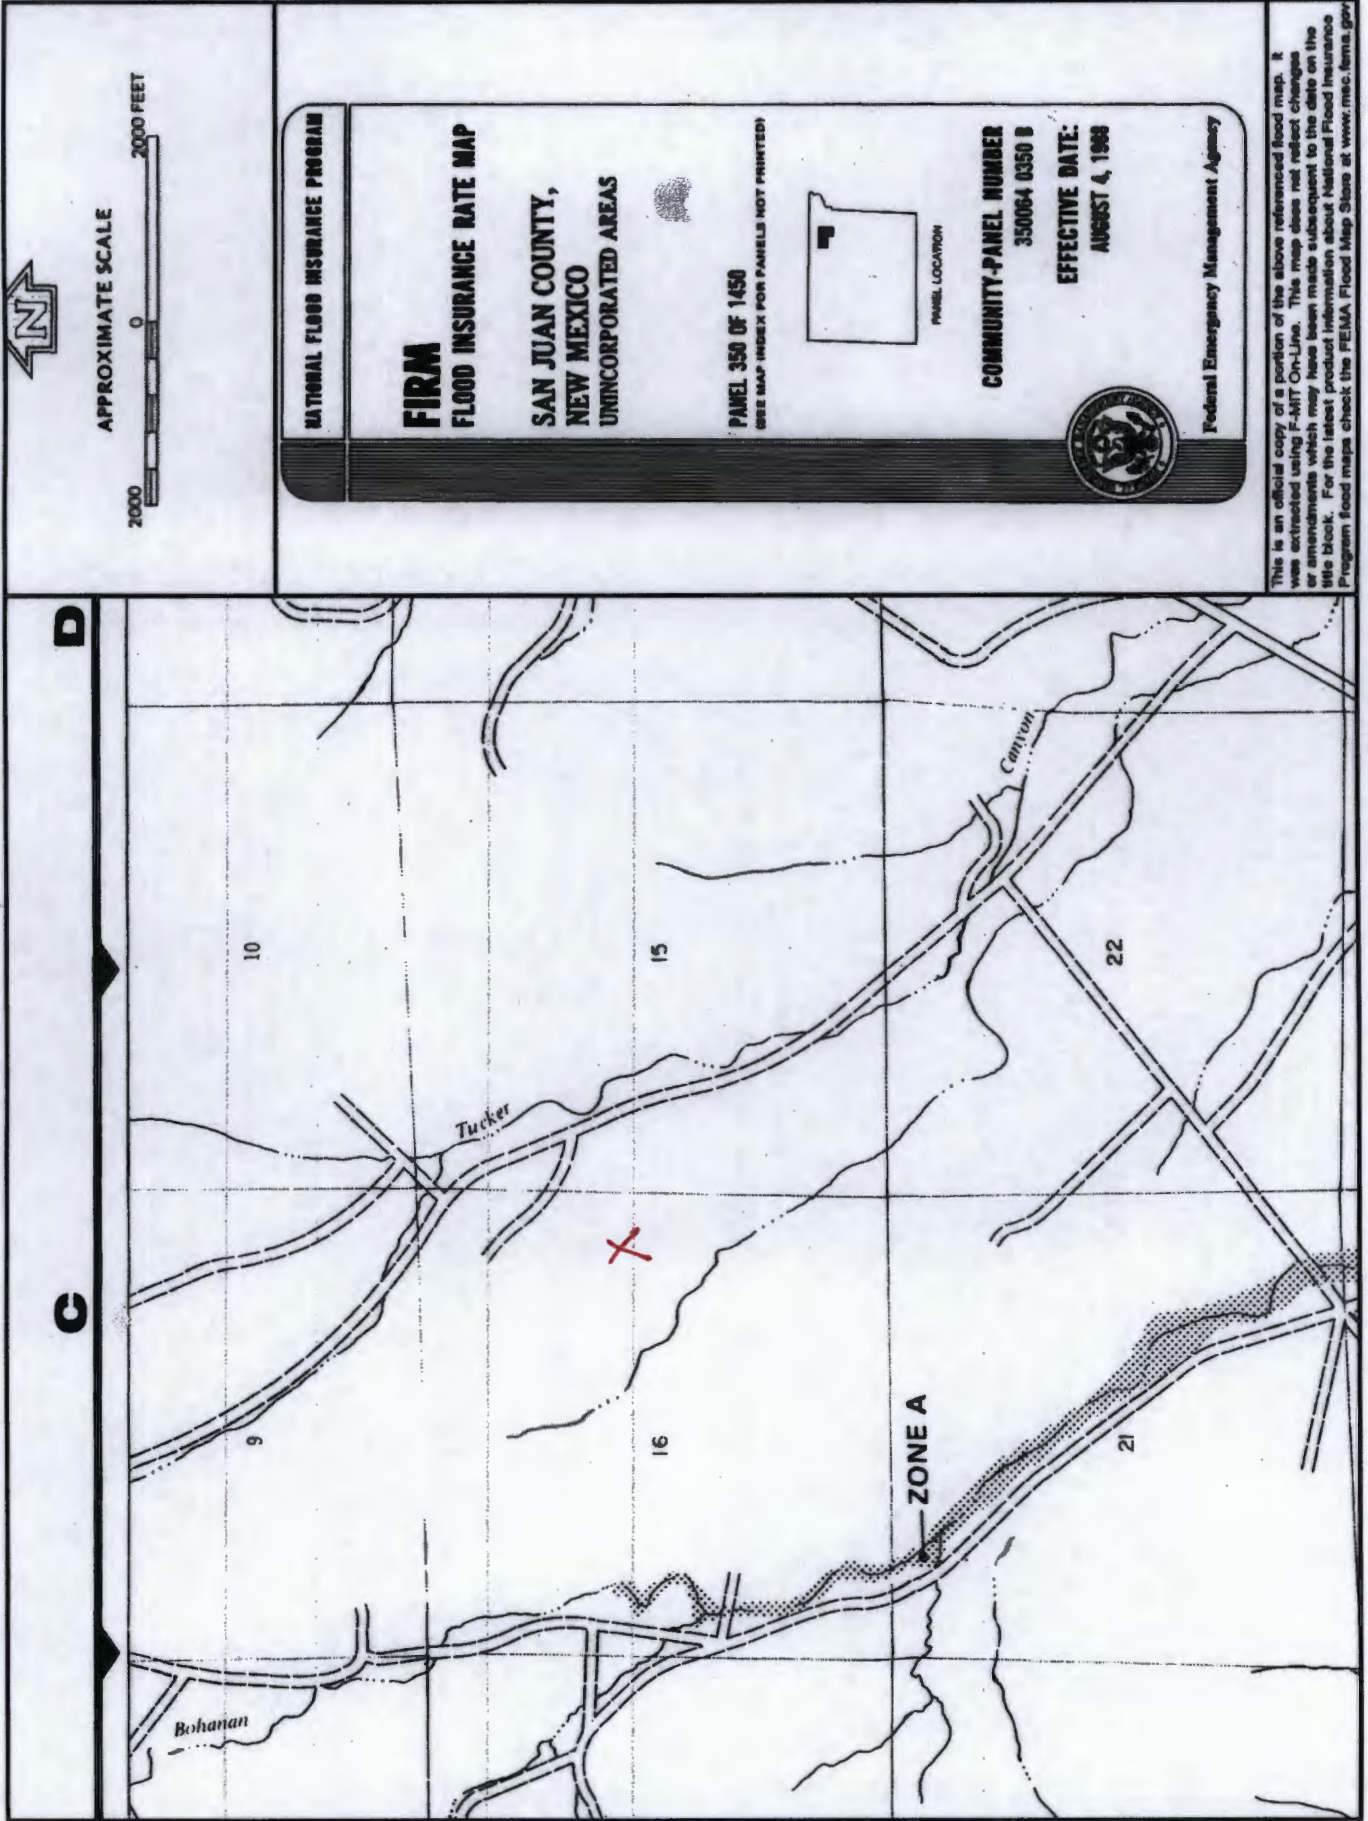 APPROXIMATE SCALE
2000 0 2000 FEET
NATIONAL FLOOD INSURANCE PROGRAM
FIRM
FLOOD INSURANCE RATE MAP
SAN JUAN COUNTY,
NEW MEXICO
UNINCORPORATED AREAS
PANEL 350 OF 1450
(SEE MAP INDEX FOR PANELS NOT PRINTED)
PANEL LOCATION
COMMUNITY-PANEL NUMBER
350064 0350 B
EFFECTIVE DATE:
AUGUST 4, 1988
Federal Emergency Management Agency
This is an official copy of a portion of the above referenced flood map. It
was extracted using F-MIT On-Line. This map does not reflect changes
or amendments which may have been made subsequent to the date on the
title block. For the latest product information about National Flood Insurance
Program flood maps check the FEMA Flood Map Store at www.msc.fema.gov
N
C
D
Bohanan
9
10
Tucker
16
15
Canyon
ZONE A
21
22